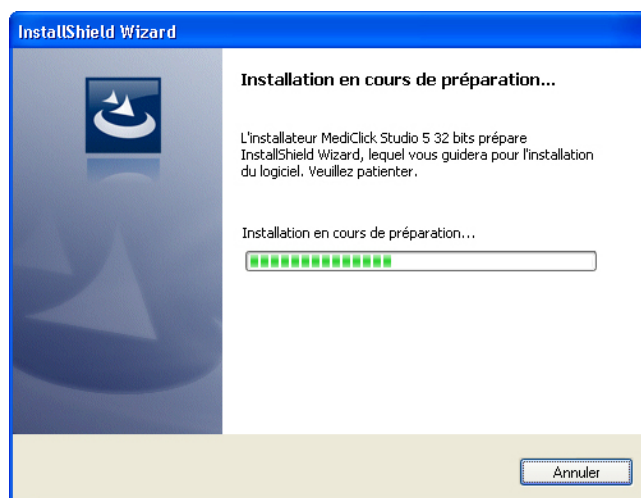 InstallShield Wizard
Installation en cours de préparation...
L'installateur MediClick Studio 5 32 bits prépare
InstallShield Wizard, lequel vous guidera pour l'installation
du logiciel. Veuillez patienter.
Installation en cours de préparation...
Annuler